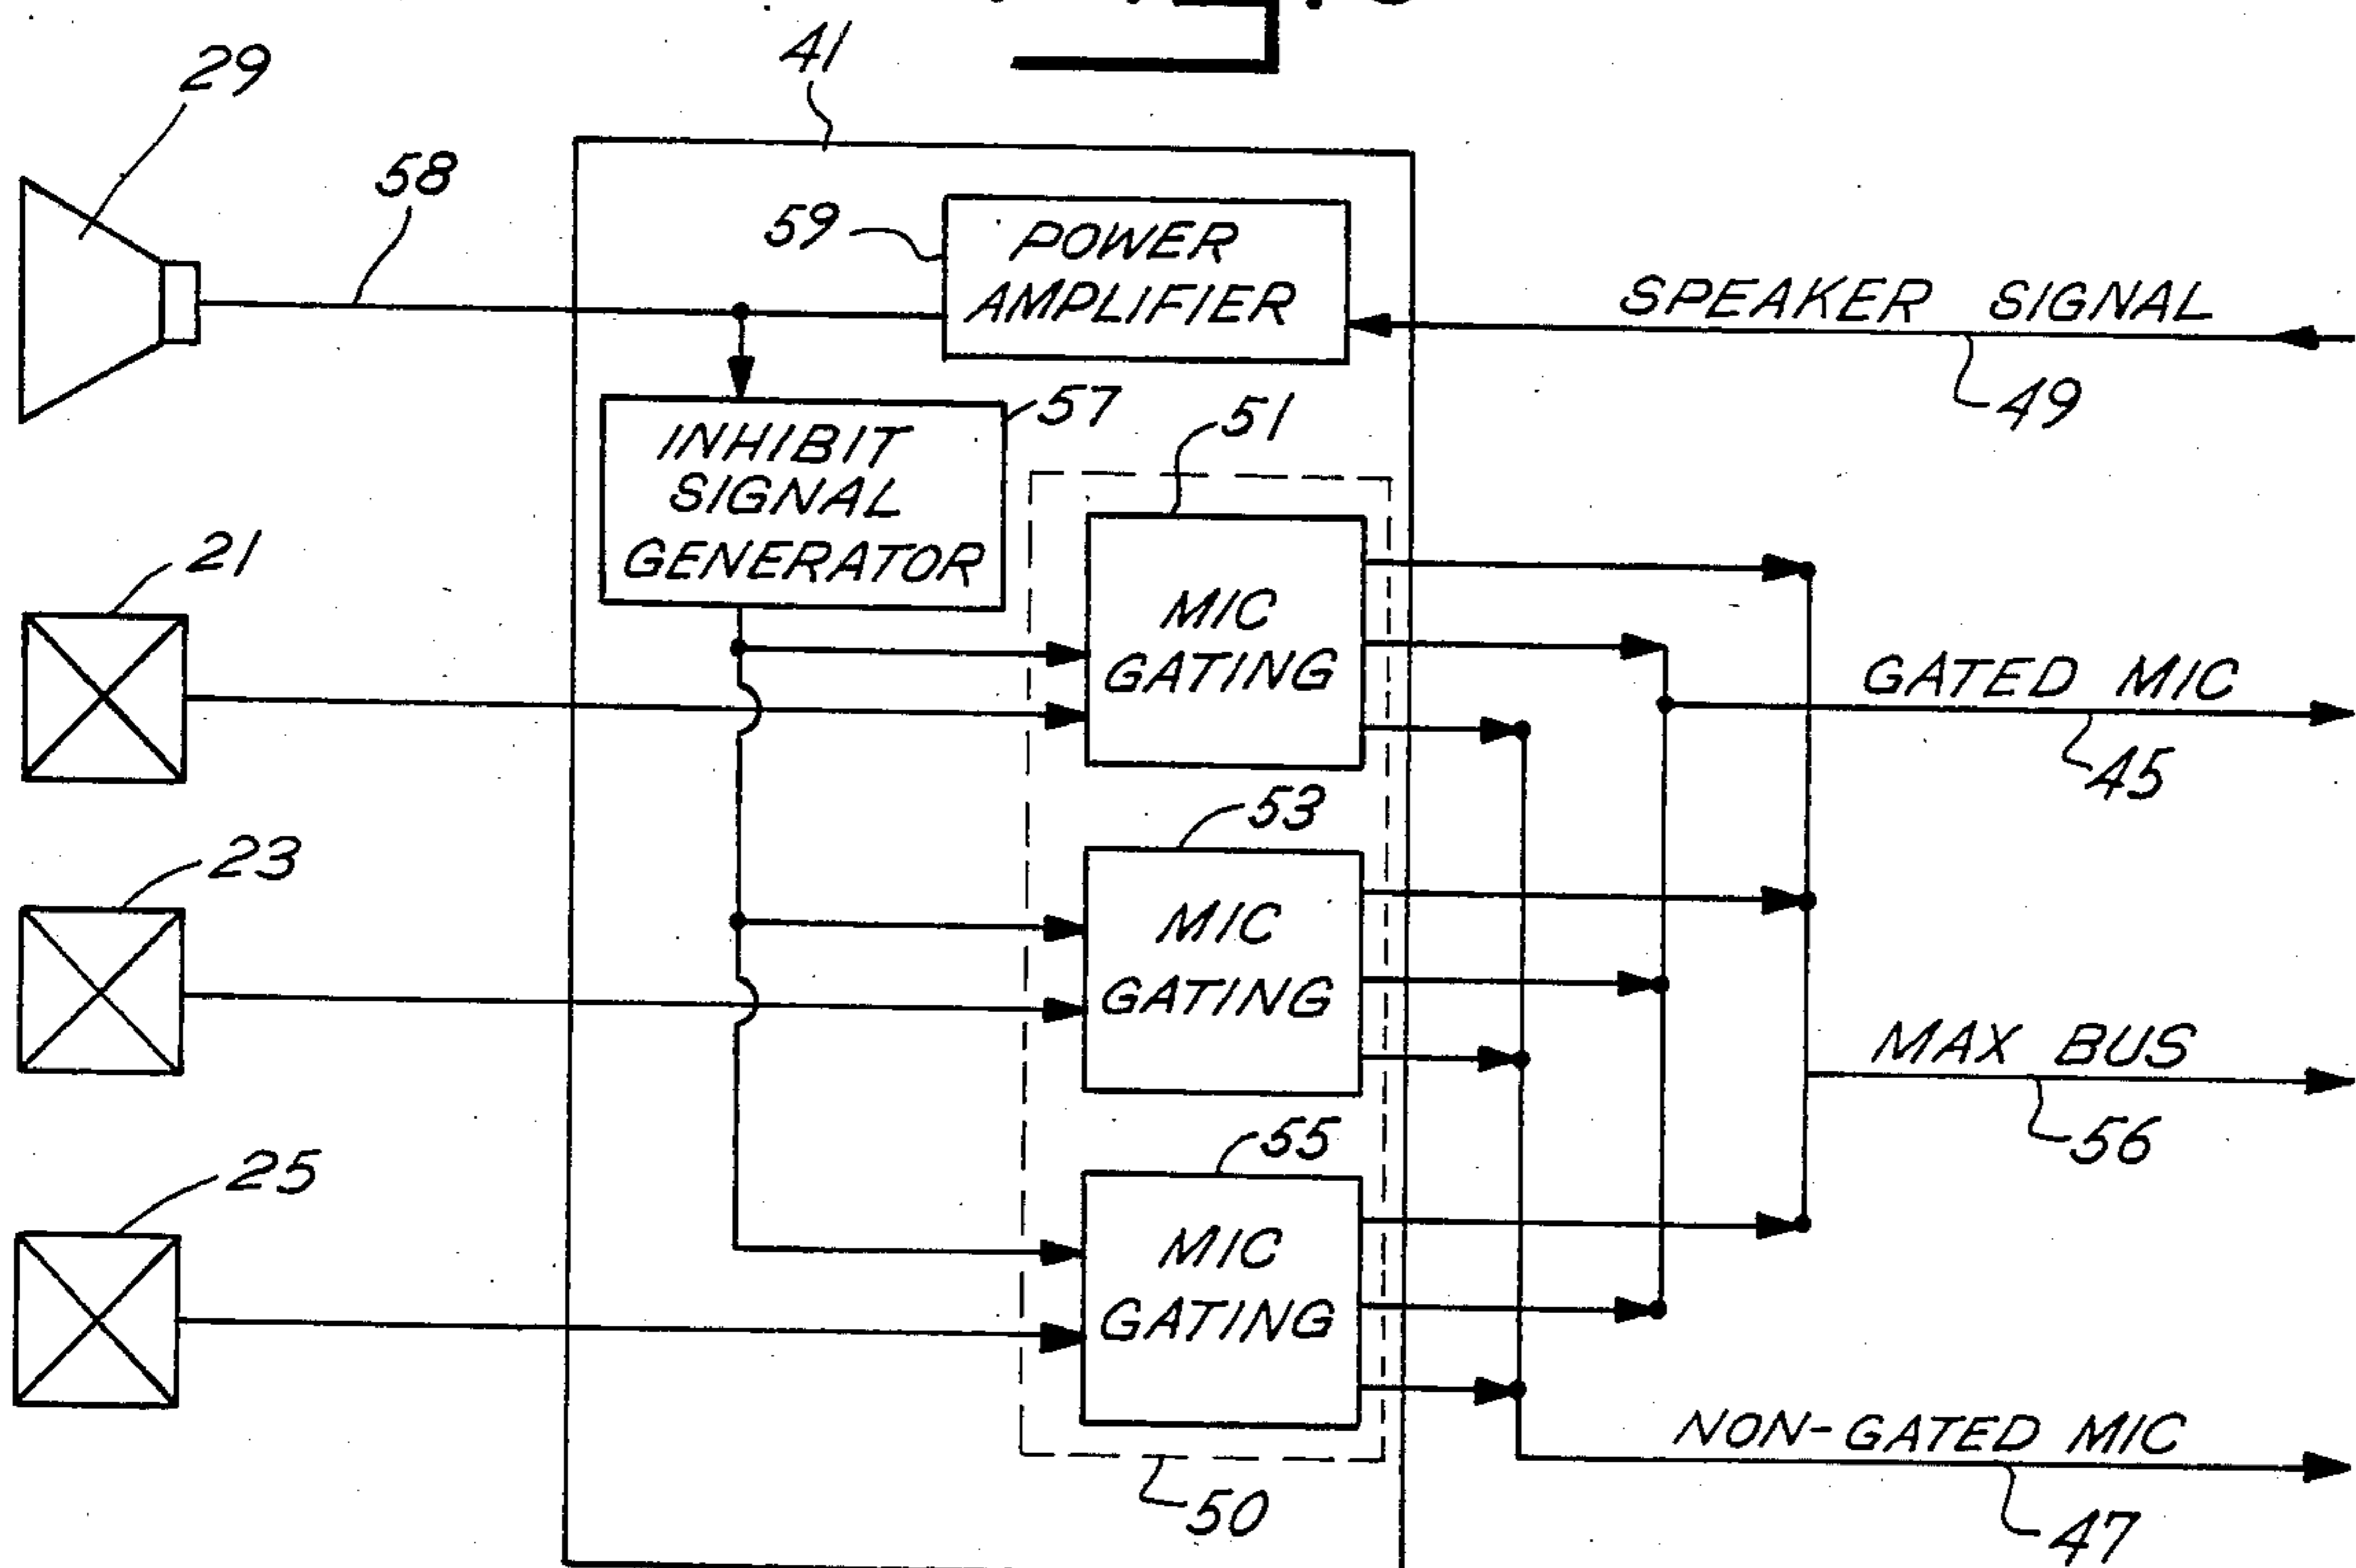 41
29
58
59
POWER
AMPLIFIER
SPEAKER SIGNAL
49
57
INHIBIT
SIGNAL
GENERATOR
51
21
MIC
GATING
GATED MIC
45
53
23
MIC
GATING
MAX BUS
56
55
25
MIC
GATING
NON-GATED MIC
50
47